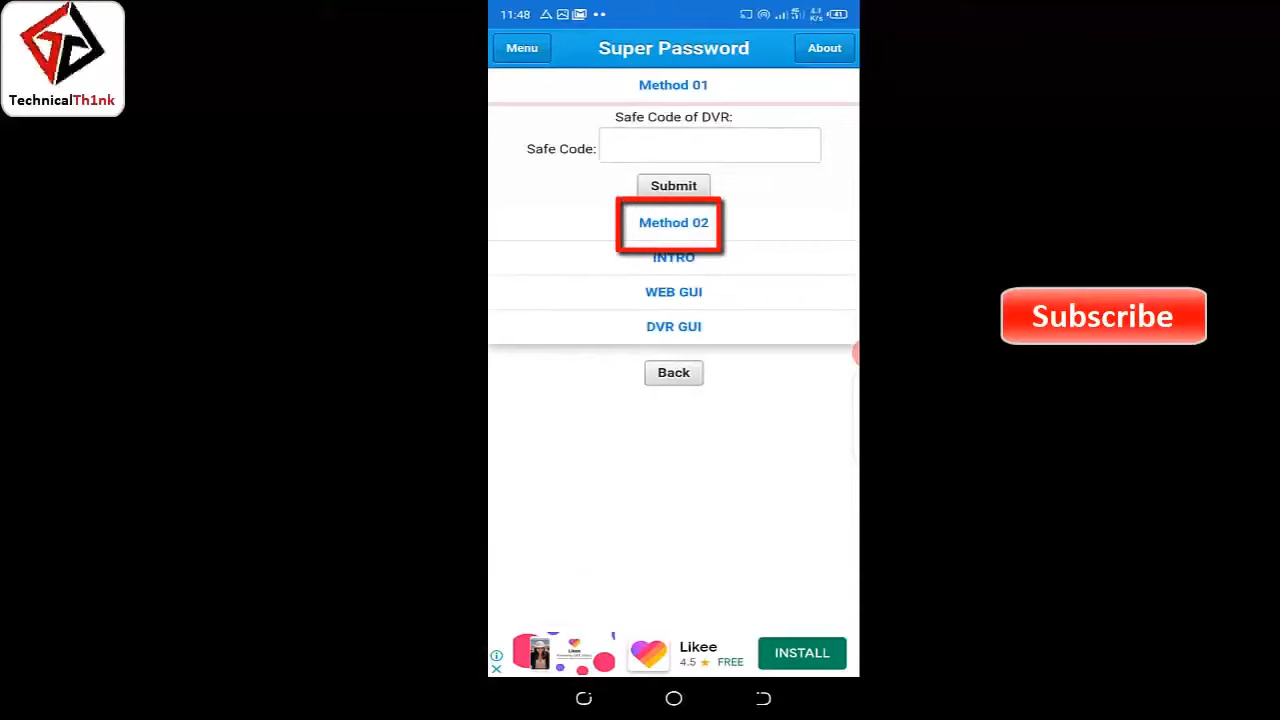 TechnicalTh1nk
11:48
K/s
41
Menu
Super Password
About
Method 01
Safe Code of DVR:
Safe Code:
Submit
Method 02
INTRO
WEB GUI
DVR GUI
Back
Subscribe
Likee
4.5 ★ FREE
INSTALL